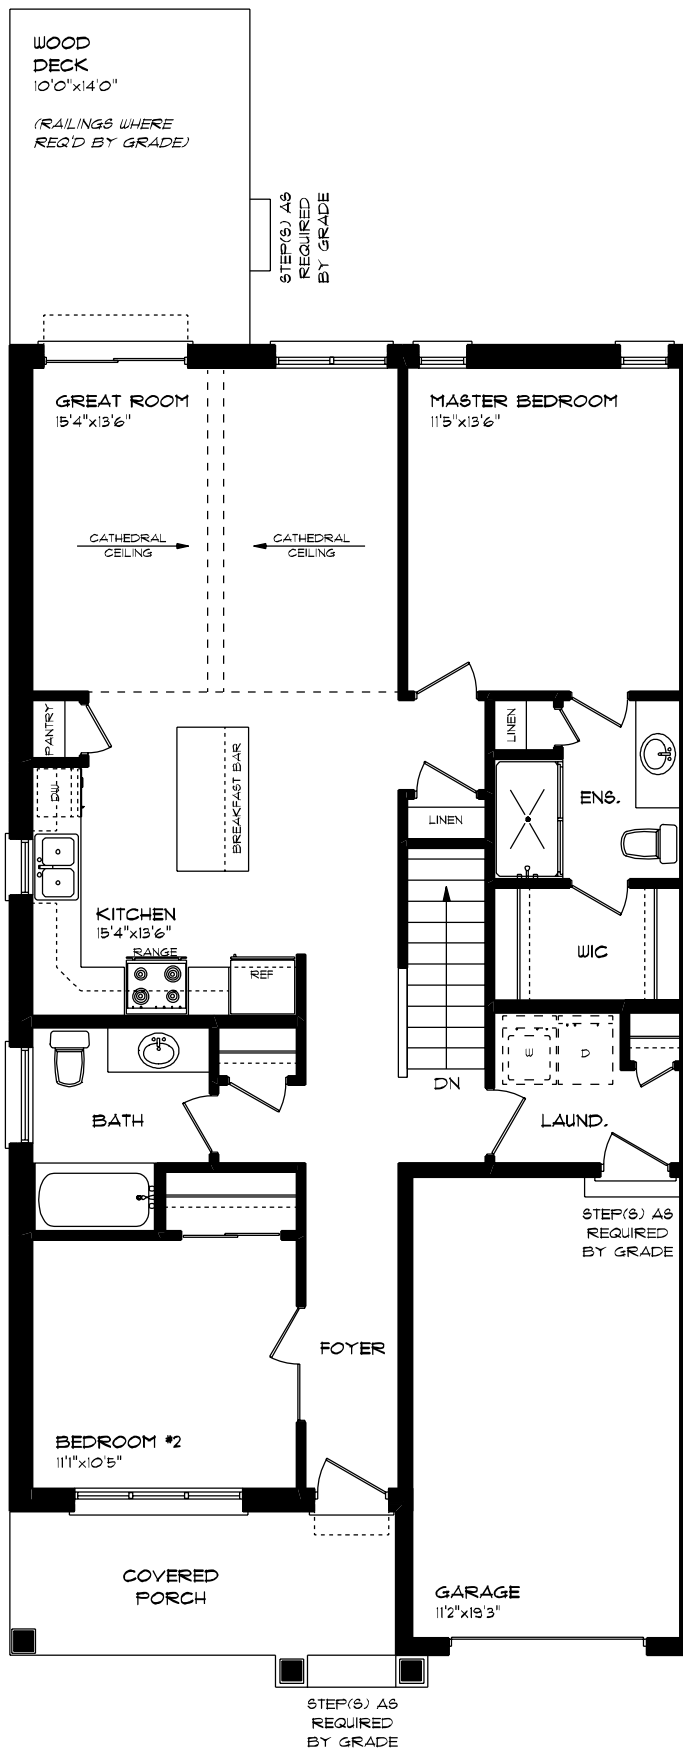 WOOD
DECK
10'0"x14'0"
(RAILINGS WHERE
REQ'D BY GRADE)
STEP(S) AS
REQUIRED
BY GRADE
GREAT ROOM
15'4"x13'6"
MASTER BEDROOM
11'5"x13'6"
CATHEDRAL
CEILING
CATHEDRAL
CEILING
PANTRY
LINEN
DW
BREAKFAST BAR
ENS.
LINEN
KITCHEN
15'4"x13'6"
RANGE
REF
WIC
W
D
DN
BATH
LAUND.
STEP(S) AS
REQUIRED
BY GRADE
FOYER
BEDROOM #2
11'1"x10'5"
COVERED
PORCH
GARAGE
11'2"x19'3"
STEP(S) AS
REQUIRED
BY GRADE